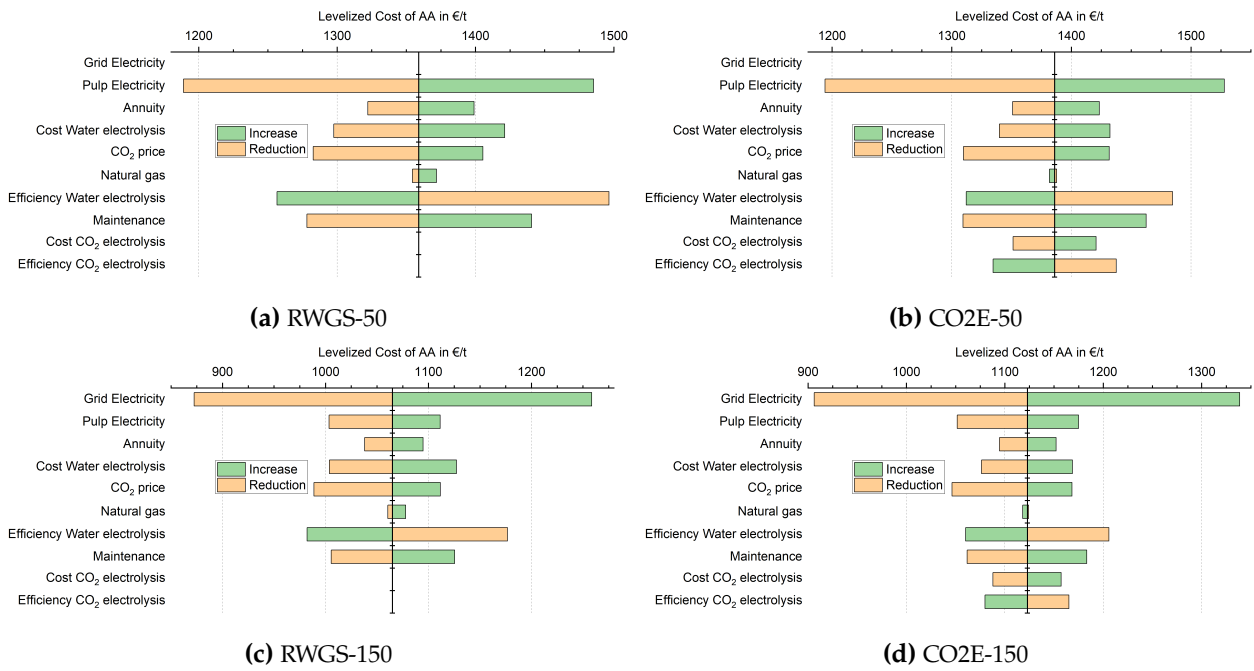 Levelized Cost of AA in €/t
1200 1300 1400 1500
Grid Electricity
Pulp Electricity
Annuity
Cost Water electrolysis
CO₂ price
Natural gas
Efficiency Water electrolysis
Maintenance
Cost CO₂ electrolysis
Efficiency CO₂ electrolysis
Increase
Reduction
(a) RWGS-50
Levelized Cost of AA in €/t
1200 1300 1400 1500
Grid Electricity
Pulp Electricity
Annuity
Cost Water electrolysis
CO₂ price
Natural gas
Efficiency Water electrolysis
Maintenance
Cost CO₂ electrolysis
Efficiency CO₂ electrolysis
Increase
Reduction
(b) CO2E-50
Levelized Cost of AA in €/t
900 1000 1100 1200
Grid Electricity
Pulp Electricity
Annuity
Cost Water electrolysis
CO₂ price
Natural gas
Efficiency Water electrolysis
Maintenance
Cost CO₂ electrolysis
Efficiency CO₂ electrolysis
Increase
Reduction
(c) RWGS-150
Levelized Cost of AA in €/t
900 1000 1100 1200 1300
Grid Electricity
Pulp Electricity
Annuity
Cost Water electrolysis
CO₂ price
Natural gas
Efficiency Water electrolysis
Maintenance
Cost CO₂ electrolysis
Efficiency CO₂ electrolysis
Increase
Reduction
(d) CO2E-150